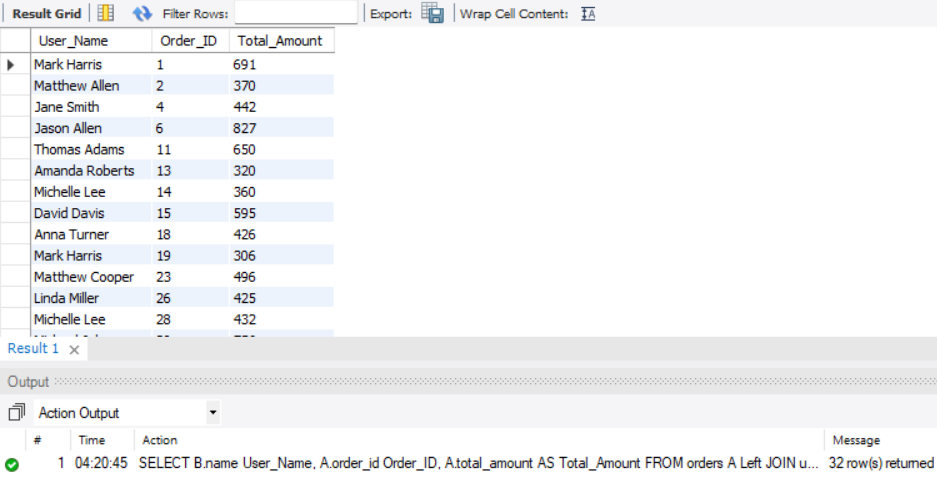 Result Grid Filter Rows: Export: Wrap Cell Content: IA
User_Name Order_ID Total_Amount
Mark Harris 1 691
Matthew Allen 2 370
Jane Smith 4 442
Jason Allen 6 827
Thomas Adams 11 650
Amanda Roberts 13 320
Michelle Lee 14 360
David Davis 15 595
Anna Turner 18 426
Mark Harris 19 306
Matthew Cooper 23 496
Linda Miller 26 425
Michelle Lee 28 432
Result 1
Output
Action Output
# Time Action Message
1 04:20:45 SELECT B.name User_Name, A.order_id Order_ID, A.total_amount AS Total_Amount FROM orders A Left JOIN u... 32 row(s) returned